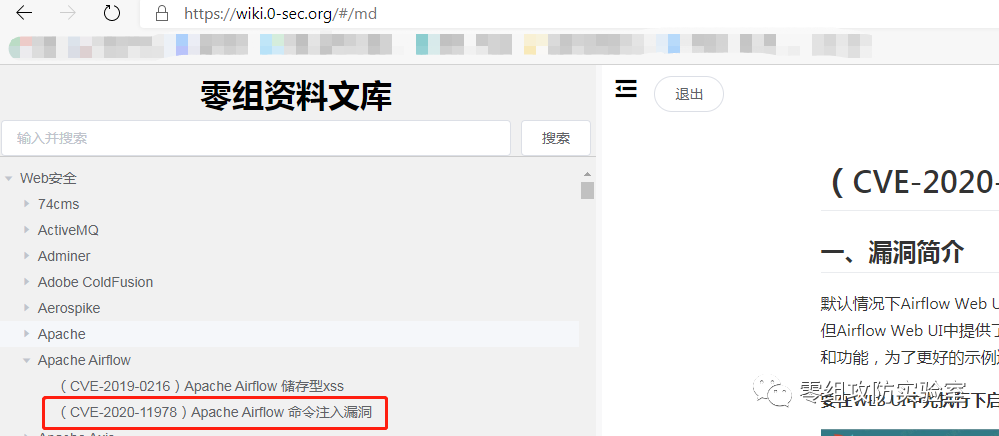 https://wiki.0-sec.org/#/md
零组资料文库
输入并搜索
搜索
Web安全
74cms
ActiveMQ
Adminer
Adobe ColdFusion
Aerospike
Apache
Apache Airflow
（CVE-2019-0216）Apache Airflow 储存型xss
（CVE-2020-11978）Apache Airflow 命令注入漏洞
退出
（CVE-2020-
一、漏洞简介
默认情况下Airflow Web U
但Airflow Web UI中提供了
和功能，为了更好的示例
零组攻防实验室